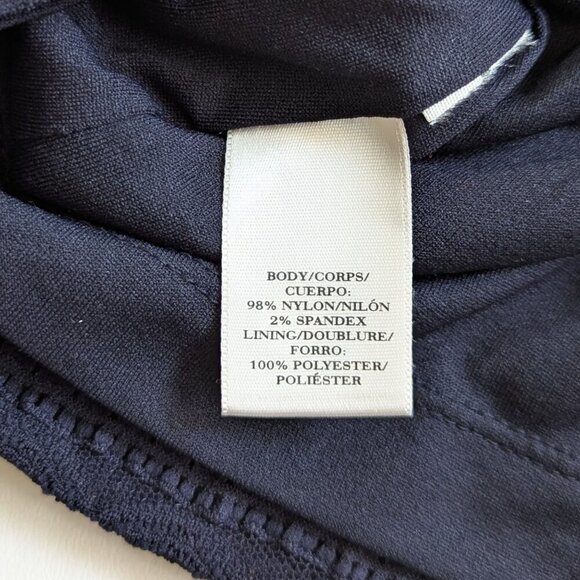 BODY/CORPS/
CUERPO:
98% NYLON/NILÓN
2% SPANDEX
LINING/DOUBLURE/
FORRO:
100% POLYESTER/
POLIÉSTER